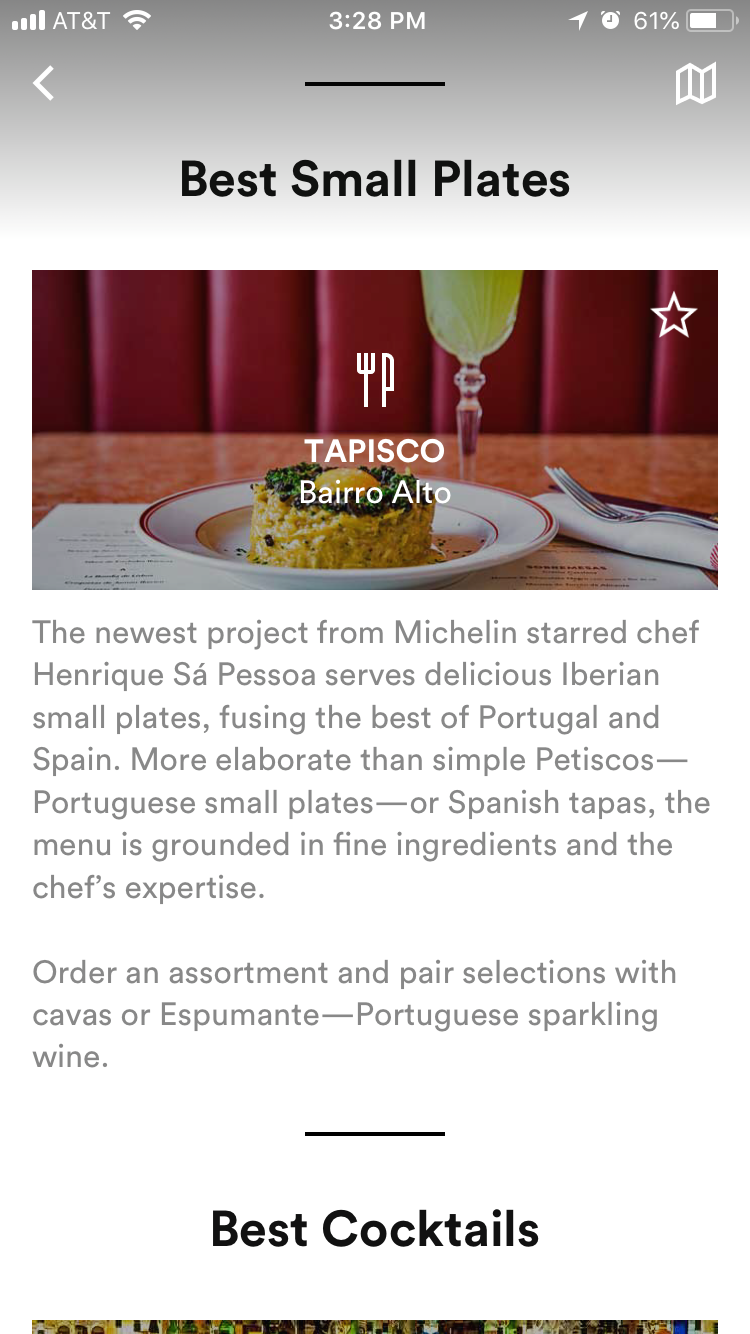 AT&T 3:28 PM 61%
Best Small Plates
TAPISCO
Bairro Alto
SOBREMESAS
The newest project from Michelin starred chef
Henrique Sá Pessoa serves delicious Iberian
small plates, fusing the best of Portugal and
Spain. More elaborate than simple Petiscos—
Portuguese small plates—or Spanish tapas, the
menu is grounded in fine ingredients and the
chef’s expertise.
Order an assortment and pair selections with
cavas or Espumante—Portuguese sparkling
wine.
Best Cocktails